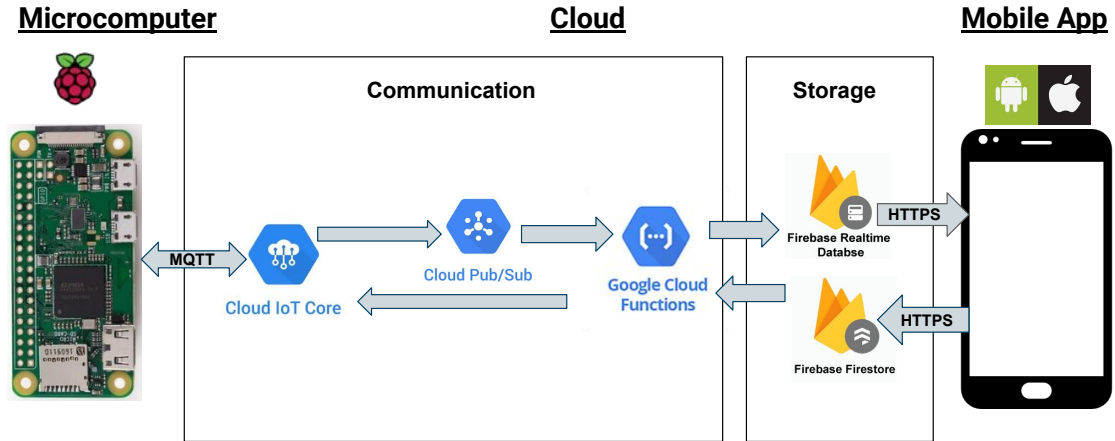 Microcomputer
Cloud
Mobile App
Communication
Storage
MQTT
Cloud IoT Core
Cloud Pub/Sub
Google Cloud
Functions
Firebase Realtime
Databse
HTTPS
Firebase Firestore
HTTPS